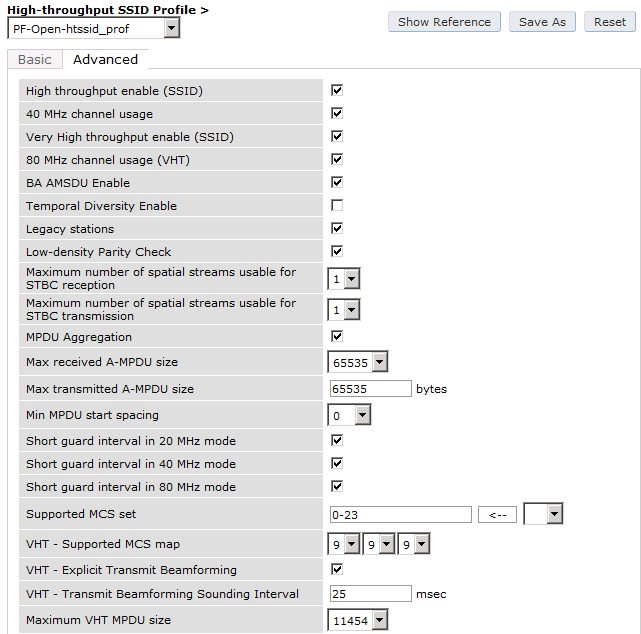 High-throughput SSID Profile >
PF-Open-htssid_prof
Show Reference
Save As
Reset
Basic
Advanced
High throughput enable (SSID)
40 MHz channel usage
Very High throughput enable (SSID)
80 MHz channel usage (VHT)
BA AMSDU Enable
Temporal Diversity Enable
Legacy stations
Low-density Parity Check
Maximum number of spatial streams usable for
STBC reception
1
Maximum number of spatial streams usable for
STBC transmission
1
MPDU Aggregation
Max received A-MPDU size
65535
Max transmitted A-MPDU size
65535 bytes
Min MPDU start spacing
0
Short guard interval in 20 MHz mode
Short guard interval in 40 MHz mode
Short guard interval in 80 MHz mode
Supported MCS set
0-23
<--
VHT - Supported MCS map
9 9 9
VHT - Explicit Transmit Beamforming
VHT - Transmit Beamforming Sounding Interval
25 msec
Maximum VHT MPDU size
11454